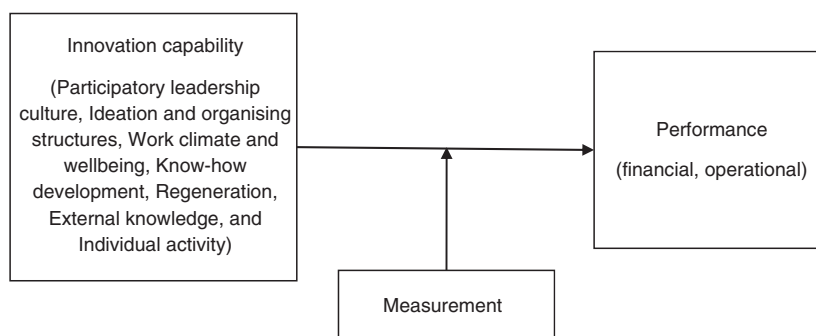 Innovation capability
(Participatory leadership
culture, Ideation and organising
structures, Work climate and
wellbeing, Know-how
development, Regeneration,
External knowledge, and
Individual activity)
Performance
(financial, operational)
Measurement